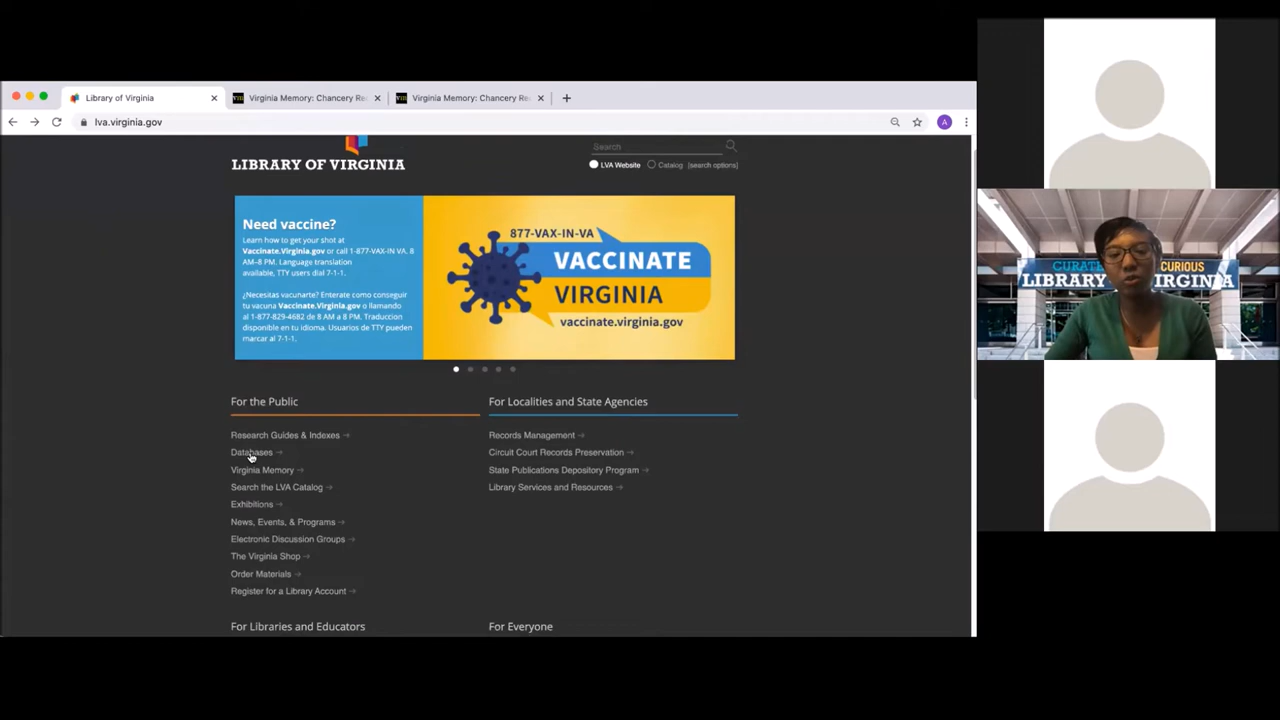 Library of Virginia
Virginia Memory: Chancery Rec
Virginia Memory: Chancery Rec
lva.virginia.gov
A
LIBRARY OF VIRGINIA
Search
LVA Website
Catalog
(search options)
Need vaccine?
Learn how to get your shot at
Vaccinate.Virginia.gov or call 1-877-VAX-IN VA. 8
AM-8 PM. Language translation
available, TTY users dial 7-1-1.
¿Necesitas vacunarte? Enterate como conseguir
tu vacuna Vaccinate.Virginia.gov o llamando
al 1-877-829-4682 de 8 AM a 8 PM. Traduccion
disponible en tu idioma. Usuarios de TTY pueden
marcar al 7-1-1.
877-VAX-IN-VA
VACCINATE
VIRGINIA
vaccinate.virginia.gov
For the Public
Research Guides & Indexes
Databases
Virginia Memory
Search the LVA Catalog
Exhibitions
News, Events, & Programs
Electronic Discussion Groups
The Virginia Shop
Order Materials
Register for a Library Account
For Localities and State Agencies
Records Management
Circuit Court Records Preservation
State Publications Depository Program
Library Services and Resources
For Libraries and Educators
For Everyone
CURATE
CURIOUS
LIBRARY
VIRGINIA